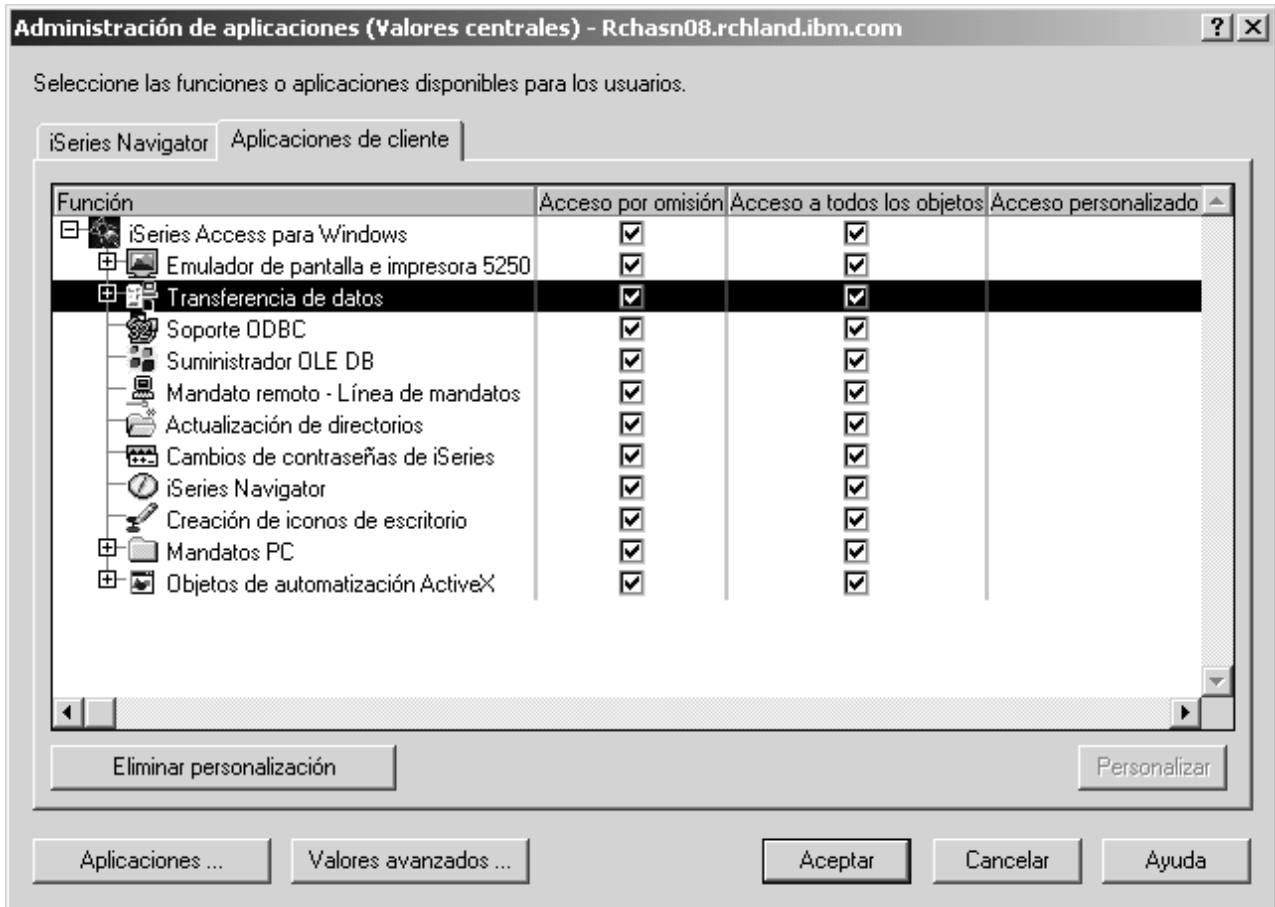 Administración de aplicaciones (Valores centrales) - Rchasn08.rchland.ibm.com
Seleccione las funciones o aplicaciones disponibles para los usuarios.
iSeries Navigator Aplicaciones de cliente
Función Acceso por omisión Acceso a todos los objetos Acceso personalizado
iSeries Access para Windows
Emulador de pantalla e impresora 5250
Transferencia de datos
Soporte ODBC
Suministrador OLE DB
Mandato remoto - Línea de mandatos
Actualización de directorios
Cambios de contraseñas de iSeries
iSeries Navigator
Creación de iconos de escritorio
Mandatos PC
Objetos de automatización ActiveX
Eliminar personalización Personalizar
Aplicaciones ... Valores avanzados ... Aceptar Cancelar Ayuda